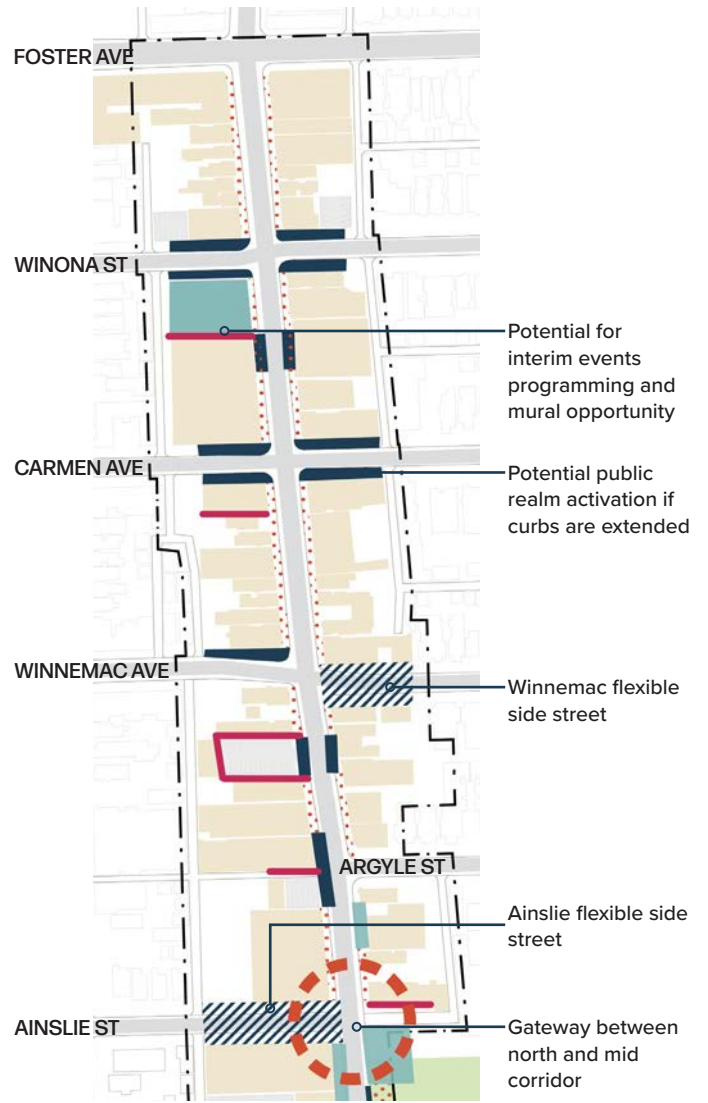 FOSTER AVE
WINONA ST
Potential for
interim events
programming and
mural opportunity
CARMEN AVE
Potential public
realm activation if
curbs are extended
WINNEMAC AVE
Winnemac flexible
side street
ARGYLE ST
Ainslie flexible side
street
AINSLIE ST
Gateway between
north and mid
corridor